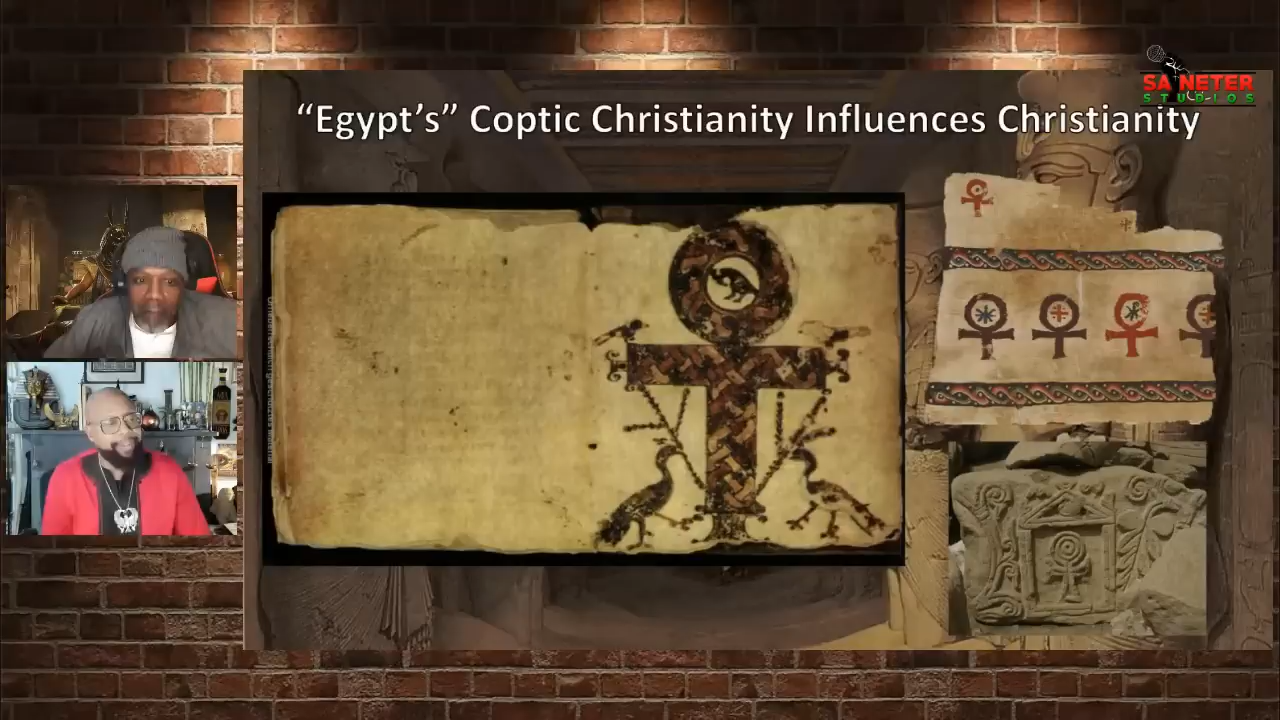 SA NETER
STUDIOS
“Egypt’s” Coptic Christianity Influences Christianity